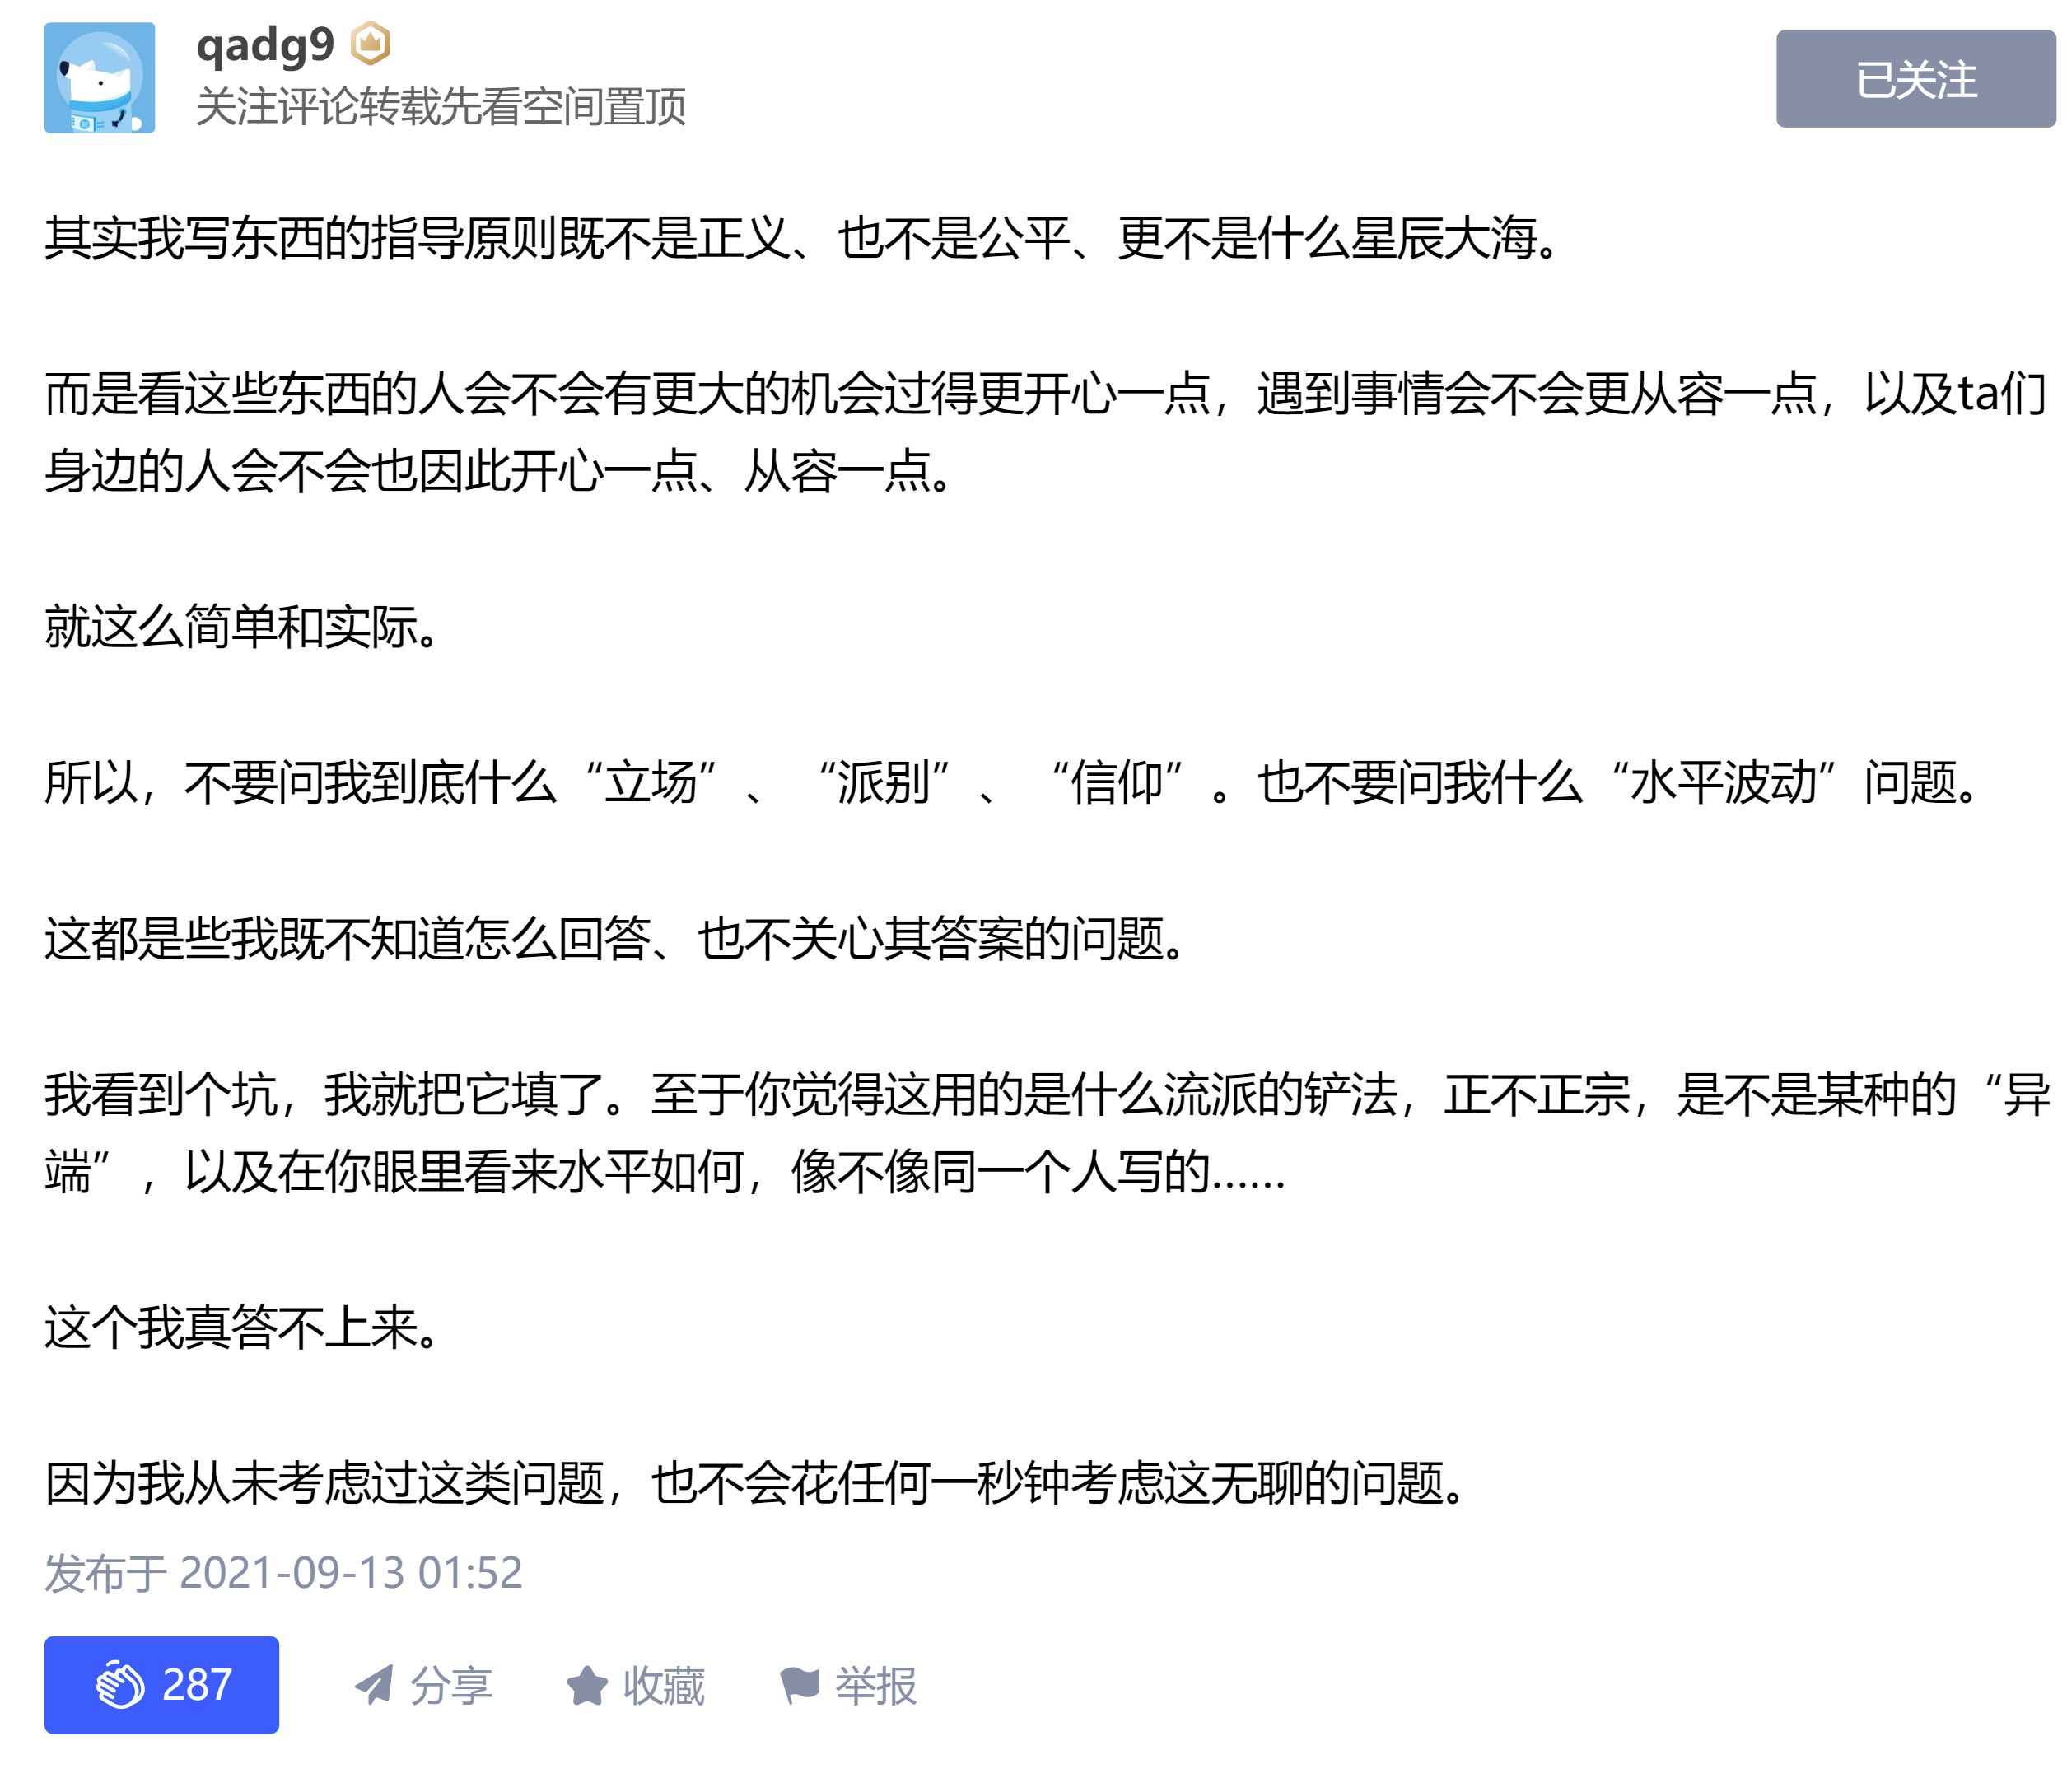 qadg9
关注评论转载先看空间置顶
已关注
其实我写东西的指导原则既不是正义、也不是公平、更不是什么星辰大海。
而是看这些东西的人会不会有更大的机会过得更开心一点，遇到事情会不会更从容一点，以及ta们
身边的人会不会也因此开心一点、从容一点。
就这么简单和实际。
所以，不要问我到底什么“立场”、“派别”、“信仰”。也不要问我什么“水平波动”问题。
这都是些我既不知道怎么回答、也不关心其答案的问题。
我看到个坑，我就把它填了。至于你觉得这用的是什么流派的铲法，正不正宗，是不是某种的“异
端”，以及在你眼里看来水平如何，像不像同一个人写的……
这个我真答不上来。
因为我从未考虑过这类问题，也不会花任何一秒钟考虑这无聊的问题。
发布于 2021-09-13 01:52
287 分享 收藏 举报